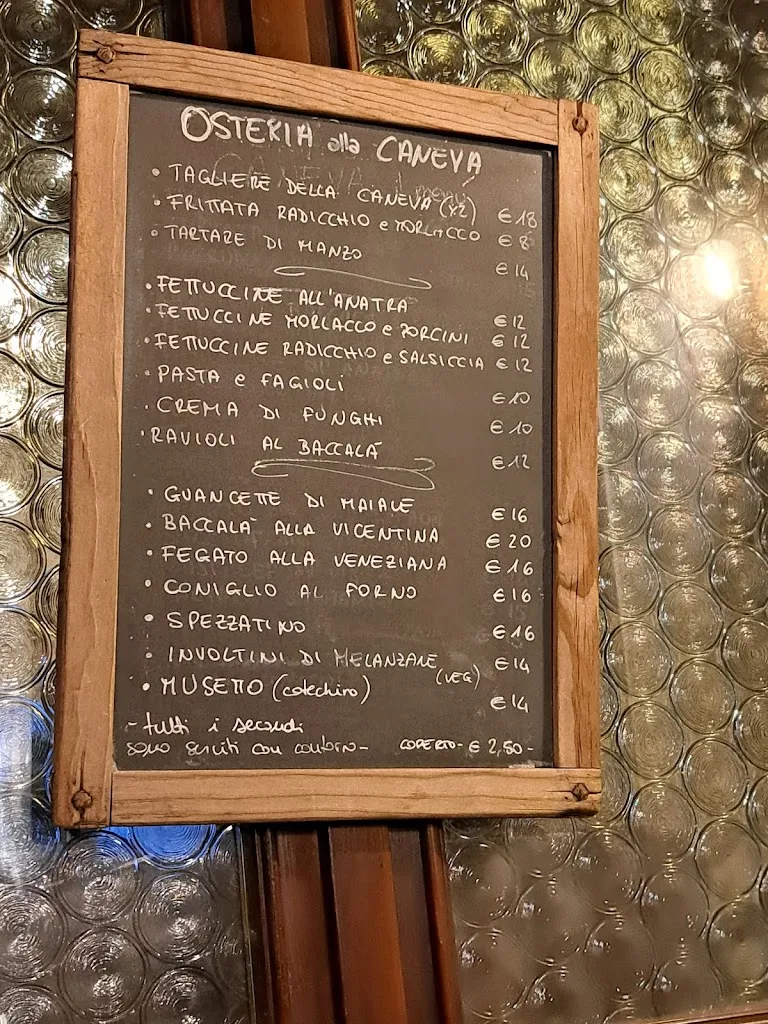 OSTERIA alla CANEVA
• TAGLIERE DELLA CANEVA (x2) € 18
• FRITTATA RADICCHIO e MORLACCO € 8
• TARTARE DI MANZO € 14
• FETTUCCINE ALL'ANATRA € 12
• FETTUCCINE MORLACCO e PORCINI € 12
• FETTUCCINE RADICCHIO e SALSICCIA € 12
• PASTA e FAGIOLI € 10
• CREMA DI FUNGHI € 10
• RAVIOLI AL BACCALÀ € 12
• GUANCETTE DI MAIALE € 16
• BACCALÀ ALLA VICENTINA € 20
• FEGATO ALLA VENEZIANA € 16
• CONIGLIO AL FORNO € 16
• SPEZZATINO € 16
• INVOLTINI DI MELANZANE (VEG) € 14
• MUSETTO (cotechino) € 14
- tutti i secondi
sono serviti con contorno - COPERTO - € 2,50 -